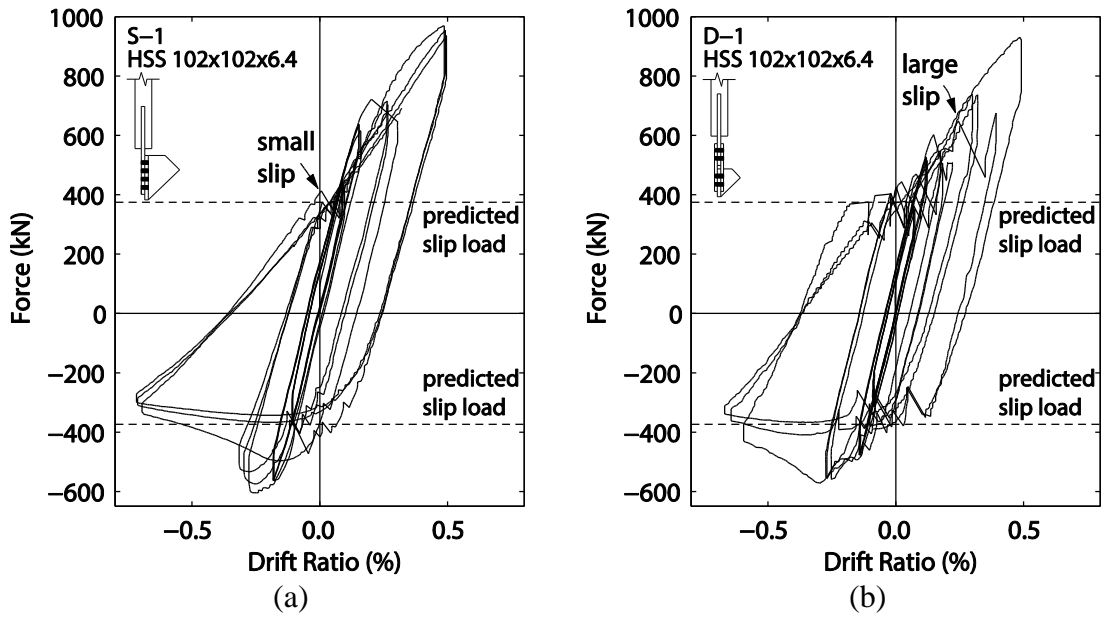 S−1
HSS 102x102x6.4
small
slip
predicted
slip load
predicted
slip load
1000
800
600
400
200
0
−200
−400
−600
Force (kN)
−0.5
0.0
0.5
Drift Ratio (%)
(a)
D−1
HSS 102x102x6.4
large
slip
predicted
slip load
predicted
slip load
1000
800
600
400
200
0
−200
−400
−600
Force (kN)
−0.5
0.0
0.5
Drift Ratio (%)
(b)